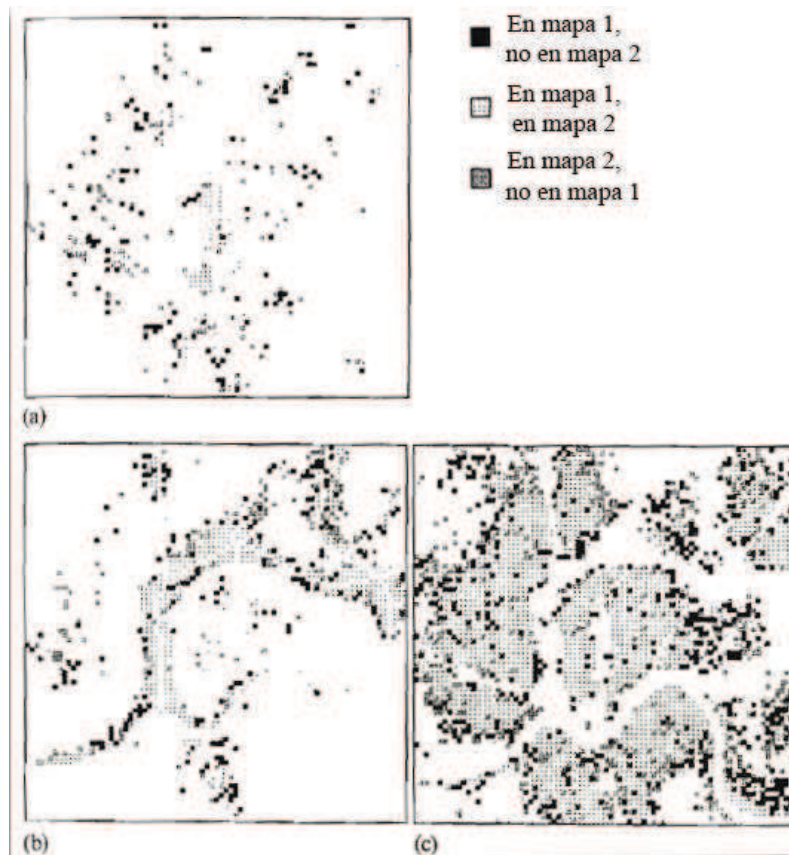 En mapa 1,
no en mapa 2
En mapa 1,
en mapa 2
En mapa 2,
no en mapa 1
(a)
(b)
(c)